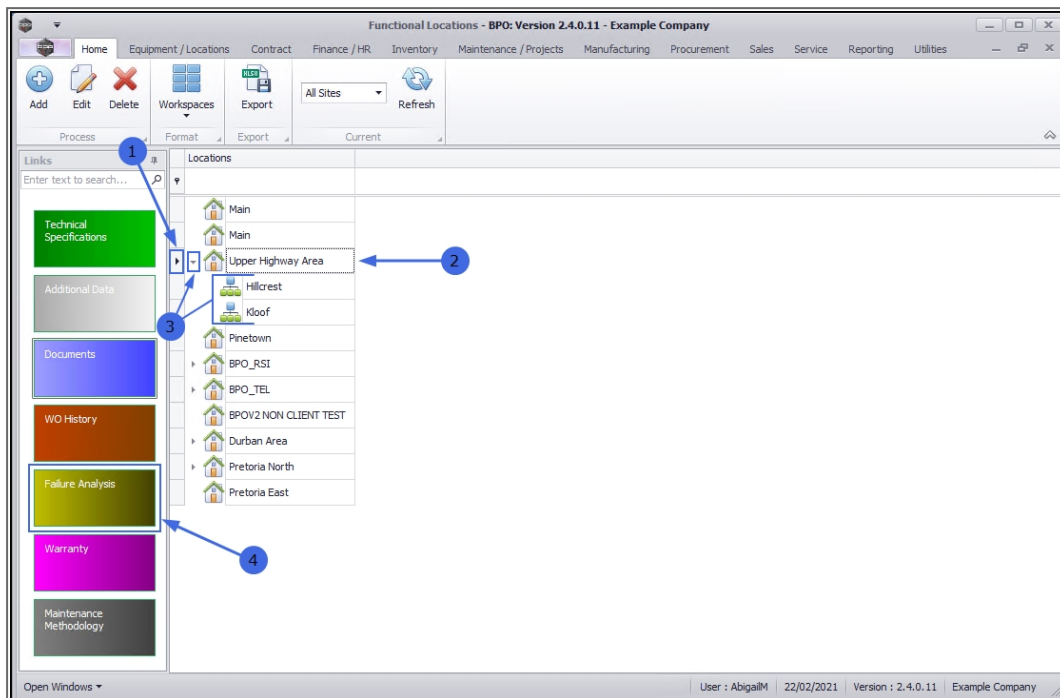 BPO
Functional Locations - BPO: Version 2.4.0.11 - Example Company
BPO
Home Equipment / Locations Contract Finance / HR Inventory Maintenance / Projects Manufacturing Procurement Sales Service Reporting Utilities
XLSX
All Sites
Add Edit Delete Workspaces Export Refresh
Process Format Export Current
1
Links
Locations
Enter text to search...
Technical
Specifications
Additional Data
Documents
WO History
Failure Analysis
Warranty
Maintenance
Methodology
Main
Main
Upper Highway Area
2
Hillcrest
3
Kloof
Pinetown
BPO_RSI
BPO_TEL
BPOV2 NON CLIENT TEST
Durban Area
Pretoria North
Pretoria East
4
Open Windows
User : AbigailM 22/02/2021 Version : 2.4.0.11 Example Company